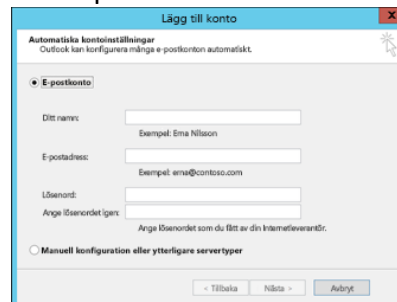 Lägg till konto
X
Automatiska kontoinställningar
Outlook kan konfigurera många e-postkonton automatiskt.
E-postkonto
Ditt namn:
Exempel: Erna Nilsson
E-postadress:
Exempel: erna@contoso.com
Lösenord:
Ange lösenordet igen:
Ange lösenordet som du fått av din Internetleverantör.
Manuell konfiguration eller ytterligare servertyper
< Tillbaka Nästa > Avbryt